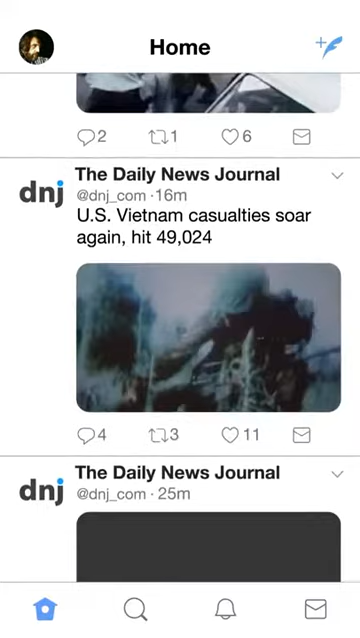 Home
2
1
6
dnj
The Daily News Journal
@dnj_com · 16m
U.S. Vietnam casualties soar
again, hit 49,024
4
3
11
dnj
The Daily News Journal
@dnj_com · 25m